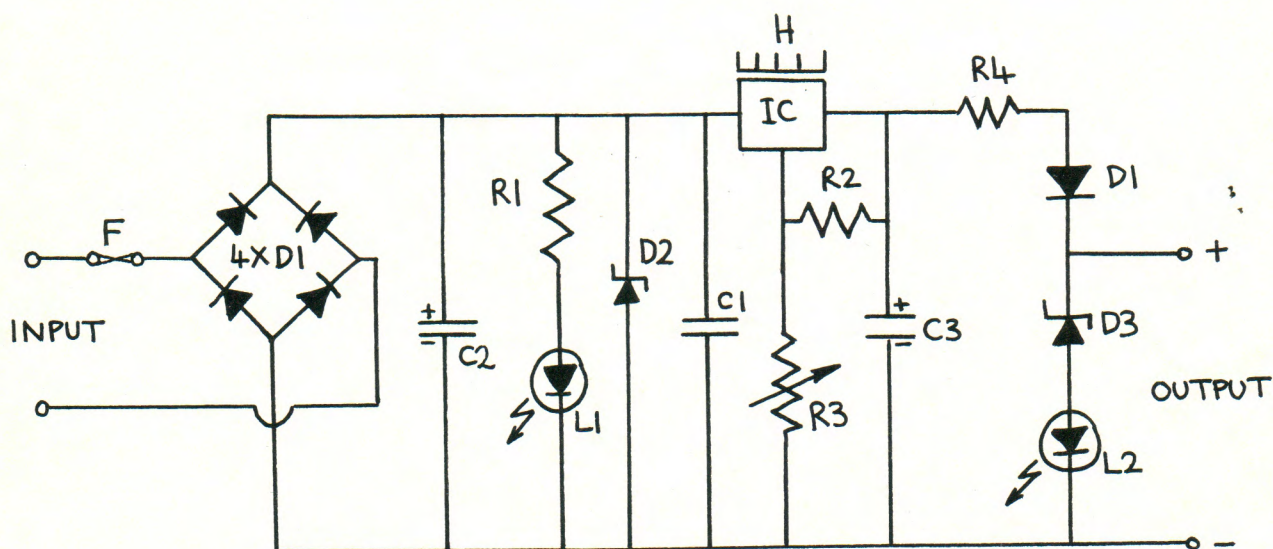 H
R4
IC
R1
R2
D1
F
4XD1
D2
+
INPUT
+
C2
C1
+
C3
D3
-
-
L1
R3
OUTPUT
L2
-